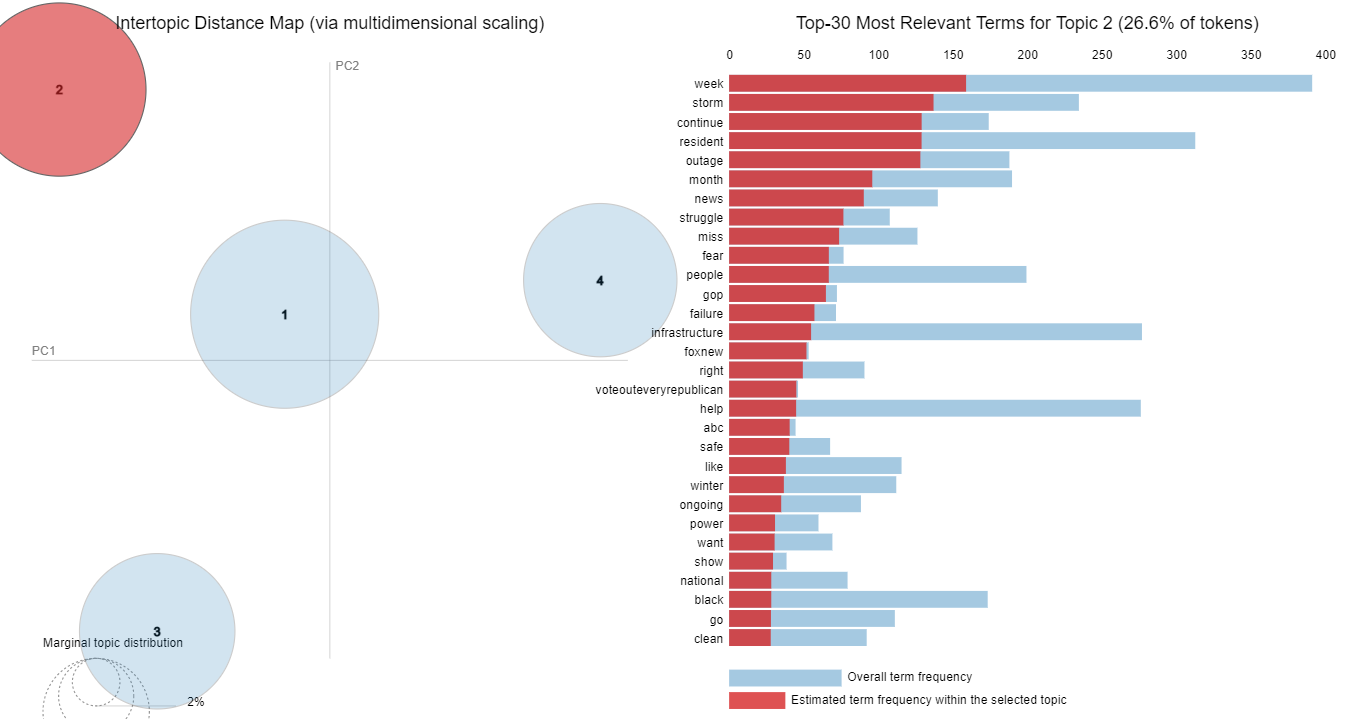 Intertopic Distance Map (via multidimensional scaling)
PC2
PC1
2
1
4
3
Marginal topic distribution
2%
Top-30 Most Relevant Terms for Topic 2 (26.6% of tokens)
0 50 100 150 200 250 300 350 400
week
storm
continue
resident
outage
month
news
struggle
miss
fear
people
gop
failure
infrastructure
foxnew
right
voteouteveryrepublican
help
abc
safe
like
winter
ongoing
power
want
show
national
black
go
clean
Overall term frequency
Estimated term frequency within the selected topic